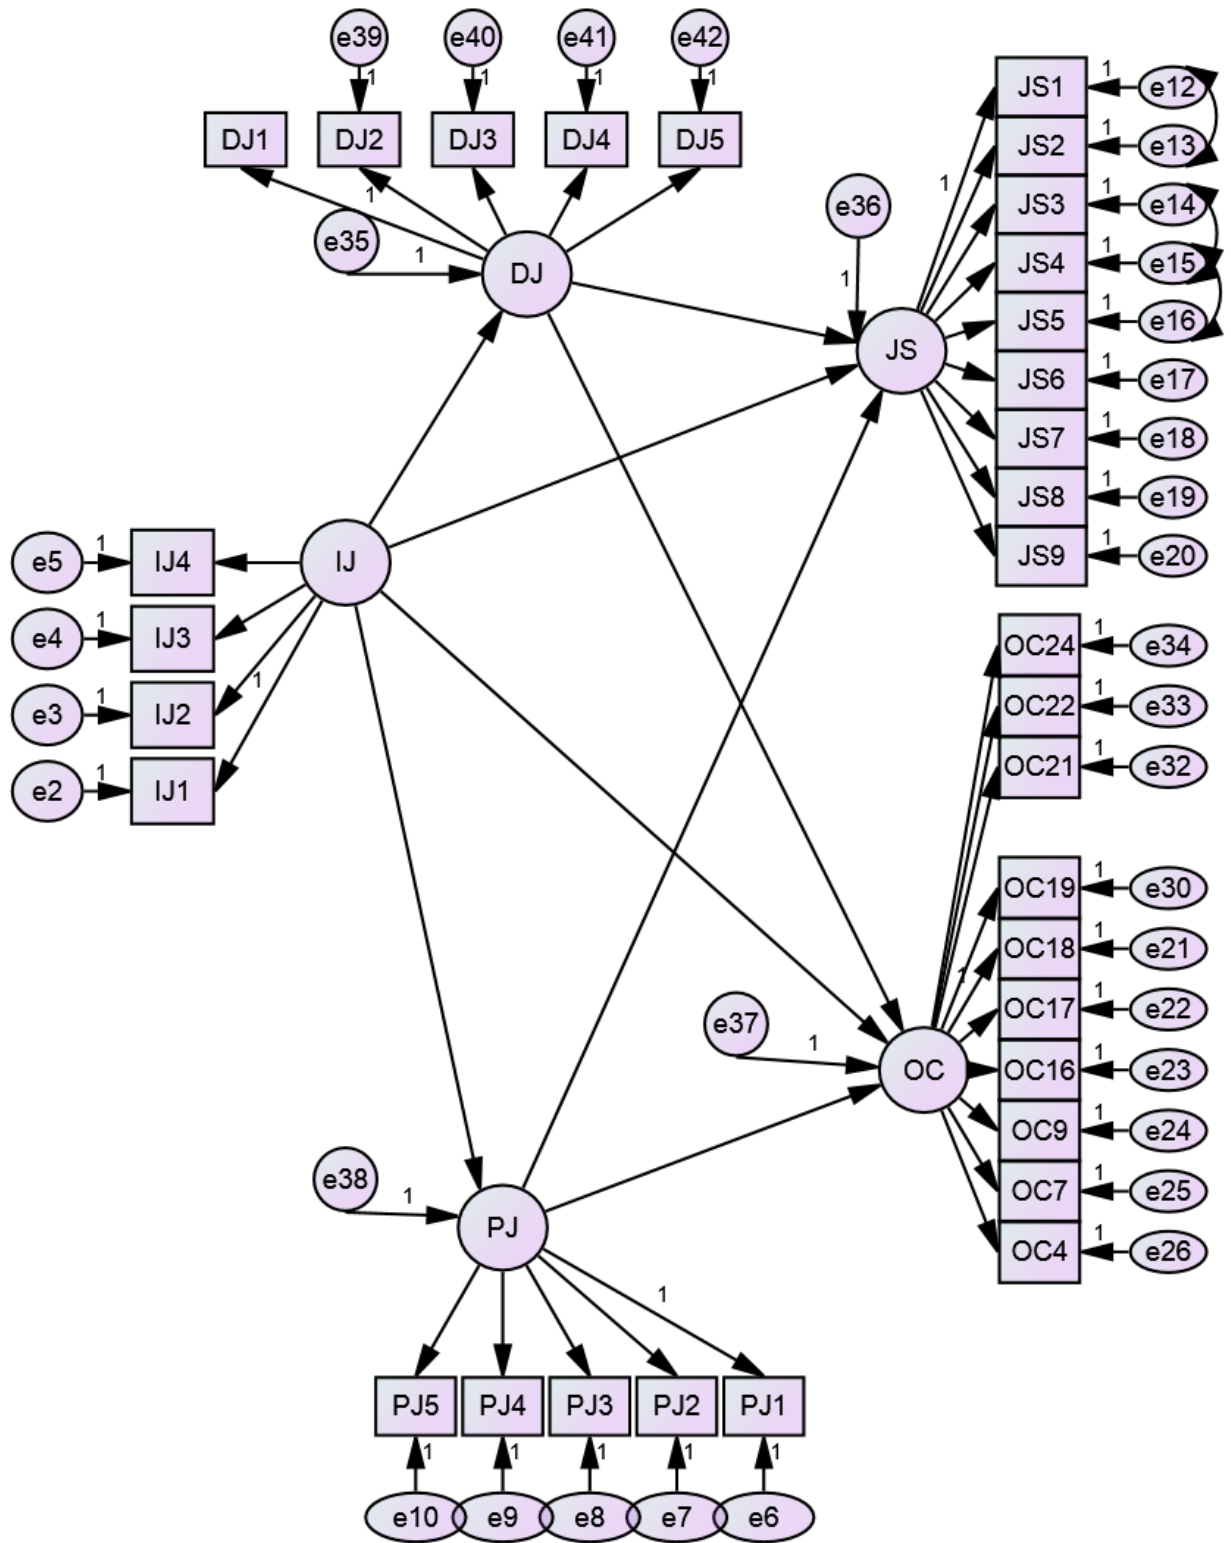 e39 e40 e41 e42
1 1 1 1
DJ1 DJ2 DJ3 DJ4 DJ5
1
e35 1 DJ
e36
1
JS
1
JS1 1 e12
JS2 1 e13
JS3 1 e14
JS4 1 e15
JS5 1 e16
JS6 1 e17
JS7 1 e18
JS8 1 e19
JS9 1 e20
IJ
e5 1 IJ4
e4 1 IJ3
e3 1 IJ2
1
e2 1 IJ1
OC24 1 e34
OC22 1 e33
OC21 1 e32
OC19 1 e30
OC18 1 e21
1
OC17 1 e22
OC16 1 e23
OC9 1 e24
OC7 1 e25
OC4 1 e26
e37 1 OC
e38 1 PJ
1
PJ5 PJ4 PJ3 PJ2 PJ1
1 1 1 1 1
e10 e9 e8 e7 e6